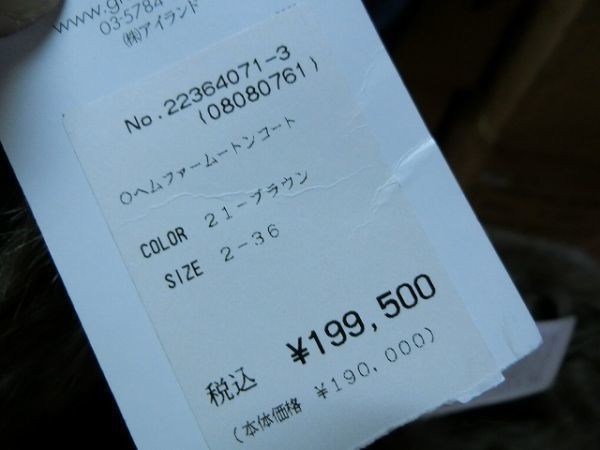 www.g
03-5784
㈱アイランド
No.22364071-3
(08080761)
○ヘムファームートンコート
COLOR 21-ブラウン
SIZE 2-36
税込 ¥199,500
(本体価格 ¥190,000)